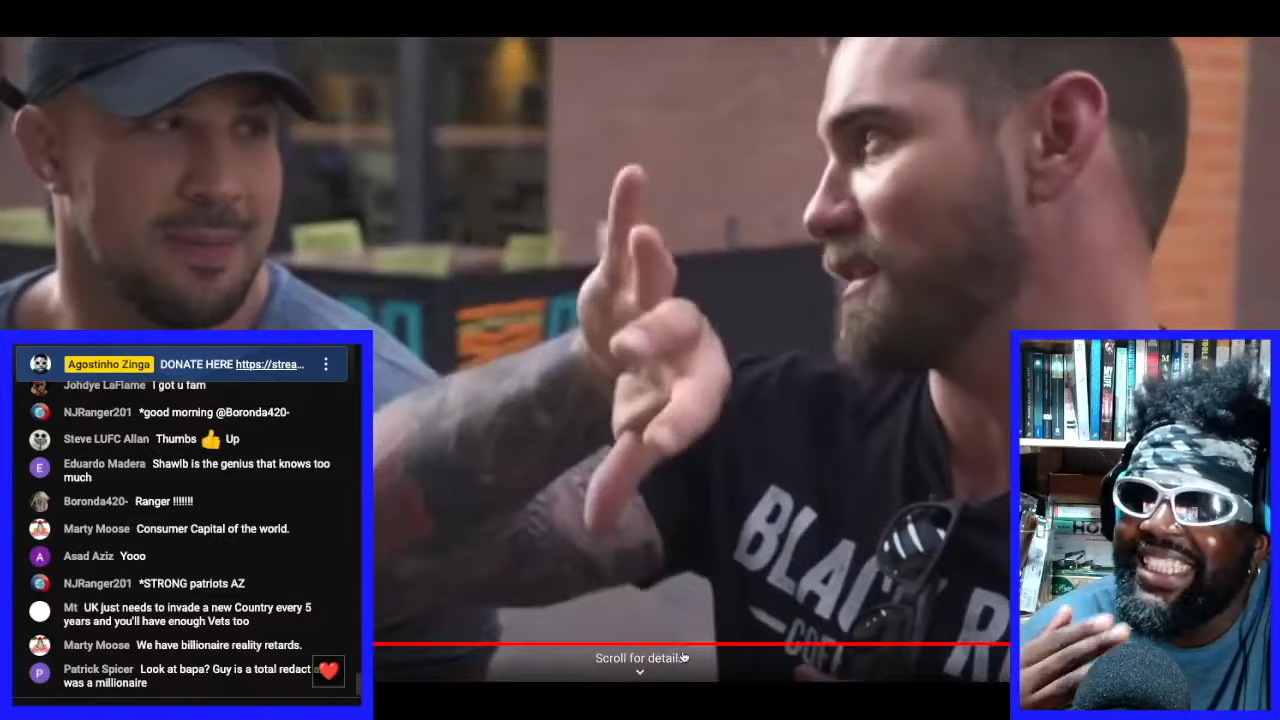 Agostinho Zinga DONATE HERE https://strea...
Johdye LaFlame I got u fam
NJRanger201 *good morning @Boronda420-
Steve LUFC Allan Thumbs 👍 Up
E Eduardo Madera Shawlb is the genius that knows too
much
Boronda420- Ranger !!!!!!!
Marty Moose Consumer Capital of the world.
A Asad Aziz Yooo
NJRanger201 *STRONG patriots AZ
Mt UK just needs to invade a new Country every 5
years and you'll have enough Vets too
Marty Moose We have billionaire reality retards.
P Patrick Spicer Look at bapa? Guy is a total redact
was a millionaire
BLACK R
COFF
Scroll for details